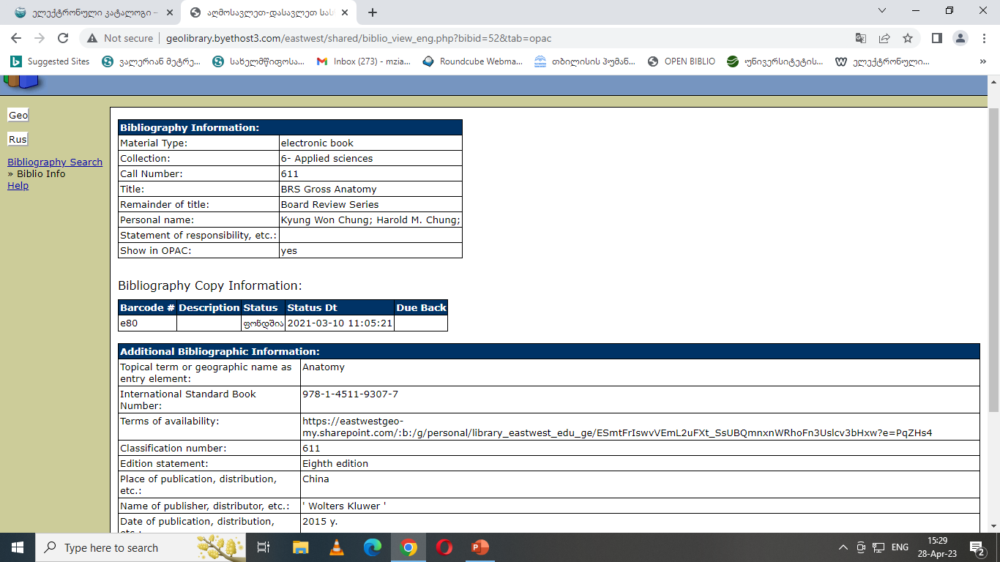 ელექტრონული კატალოგი –
აღმოსავლეთ-დასავლეთ სას
Not secure
geolibrary.byethost3.com/eastwest/shared/biblio_view_eng.php?bibid=52&tab=opac
Suggested Sites
ვალერიან მეტრე...
სახელმწიფოსა...
Inbox (273) - mzia...
Roundcube Webma...
თბილისის ჰუმან...
OPEN BIBLIO
უნივერსიტეტის...
ელექტრონული...
»
Geo
Rus
Bibliography Search
» Biblio Info
Help
Bibliography Information:
Material Type: electronic book
Collection: 6- Applied sciences
Call Number: 611
Title: BRS Gross Anatomy
Remainder of title: Board Review Series
Personal name: Kyung Won Chung; Harold M. Chung;
Statement of responsibility, etc.:
Show in OPAC: yes
Bibliography Copy Information:
Barcode # Description Status Status Dt Due Back
e80 ფონდშია 2021-03-10 11:05:21
Additional Bibliographic Information:
Topical term or geographic name as Anatomy
entry element:
International Standard Book 978-1-4511-9307-7
Number:
Terms of availability: https://eastwestgeo-
my.sharepoint.com/:b:/g/personal/library_eastwest_edu_ge/ESmtFrIswvVEmL2uFXt_SsUBQmnxnWRhoFn3Uslcv3bHxw?e=PqZHs4
Classification number: 611
Edition statement: Eighth edition
Place of publication, distribution, China
etc.:
Name of publisher, distributor, etc.: ' Wolters Kluwer '
Date of publication, distribution, 2015 y.
etc.:
Type here to search
ENG
15:29
28-Apr-23
2